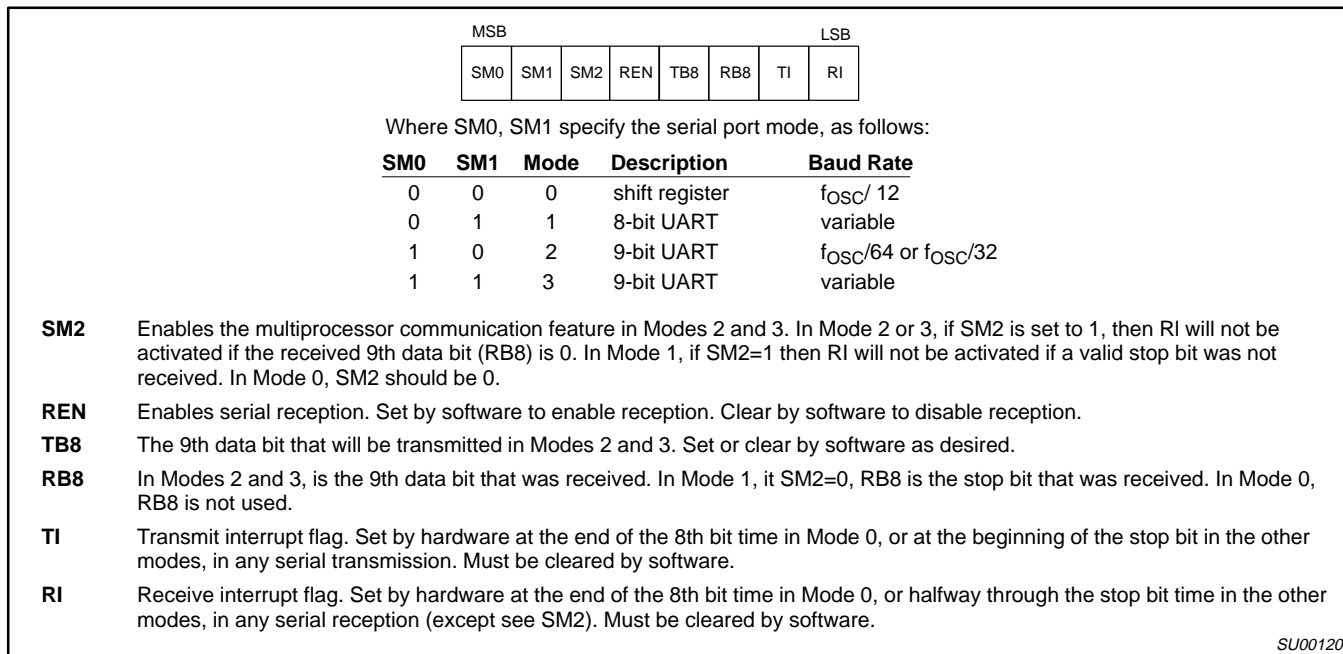 MSB LSB
SM0 SM1 SM2 REN TB8 RB8 TI RI
Where SM0, SM1 specify the serial port mode, as follows:
SM0 SM1 Mode Description Baud Rate
0 0 0 shift register fOSC/ 12
0 1 1 8-bit UART variable
1 0 2 9-bit UART fOSC/64 or fOSC/32
1 1 3 9-bit UART variable
SM2 Enables the multiprocessor communication feature in Modes 2 and 3. In Mode 2 or 3, if SM2 is set to 1, then RI will not be
activated if the received 9th data bit (RB8) is 0. In Mode 1, if SM2=1 then RI will not be activated if a valid stop bit was not
received. In Mode 0, SM2 should be 0.
REN Enables serial reception. Set by software to enable reception. Clear by software to disable reception.
TB8 The 9th data bit that will be transmitted in Modes 2 and 3. Set or clear by software as desired.
RB8 In Modes 2 and 3, is the 9th data bit that was received. In Mode 1, it SM2=0, RB8 is the stop bit that was received. In Mode 0,
RB8 is not used.
TI Transmit interrupt flag. Set by hardware at the end of the 8th bit time in Mode 0, or at the beginning of the stop bit in the other
modes, in any serial transmission. Must be cleared by software.
RI Receive interrupt flag. Set by hardware at the end of the 8th bit time in Mode 0, or halfway through the stop bit time in the other
modes, in any serial reception (except see SM2). Must be cleared by software.
SU00120